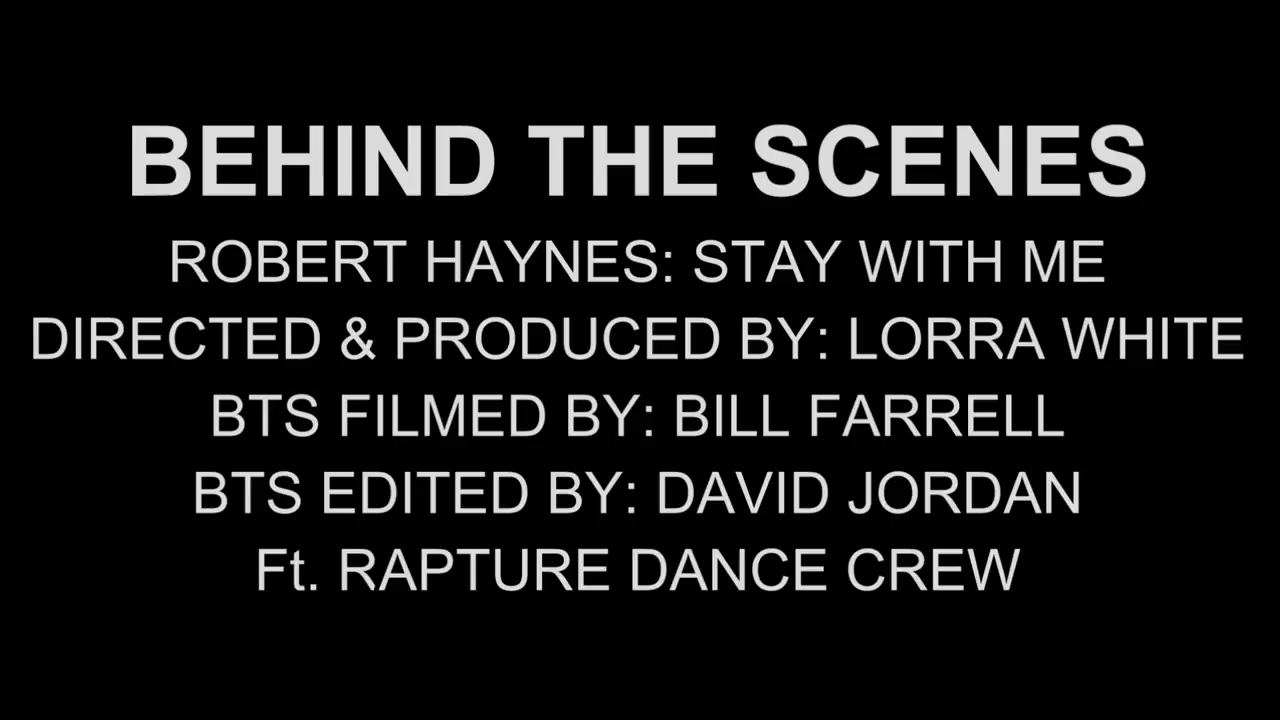 BEHIND THE SCENES
ROBERT HAYNES: STAY WITH ME
DIRECTED & PRODUCED BY: LORRA WHITE
BTS FILMED BY: BILL FARRELL
BTS EDITED BY: DAVID JORDAN
Ft. RAPTURE DANCE CREW